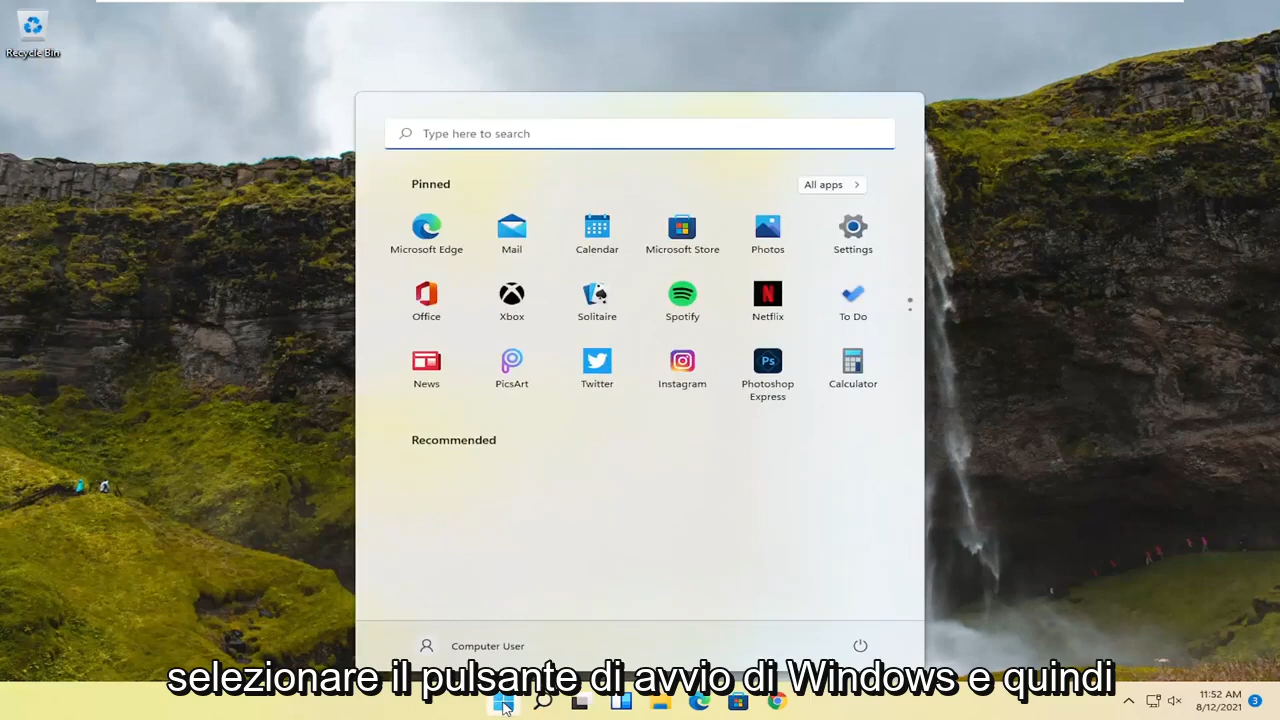 Recycle Bin
Type here to search
Pinned
All apps
Microsoft Edge
Mail
Calendar
Microsoft Store
Photos
Settings
Office
Xbox
Solitaire
Spotify
Netflix
To Do
News
PicsArt
Twitter
Instagram
Ps
Photoshop
Express
Calculator
Recommended
Computer User
selezionare il pulsante di avvio di Windows e quindi
11:52 AM
8/12/2021
3